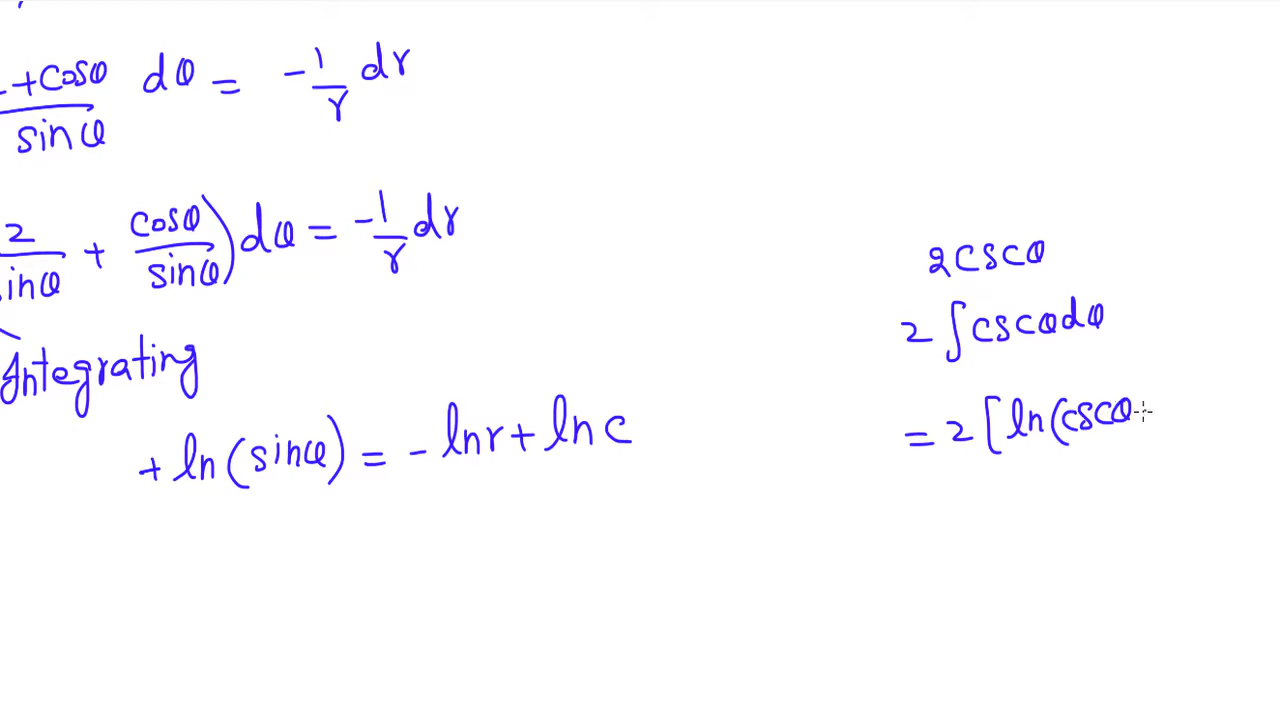 +cosθ/sinθ dθ = -1/r dr
2/sinθ + cosθ/sinθ) dθ = -1/r dr
Integrating
+ ln(sinθ) = - lnr + ln c
2cscθ
2 ∫cscθdθ
= 2 [ln(cscθ